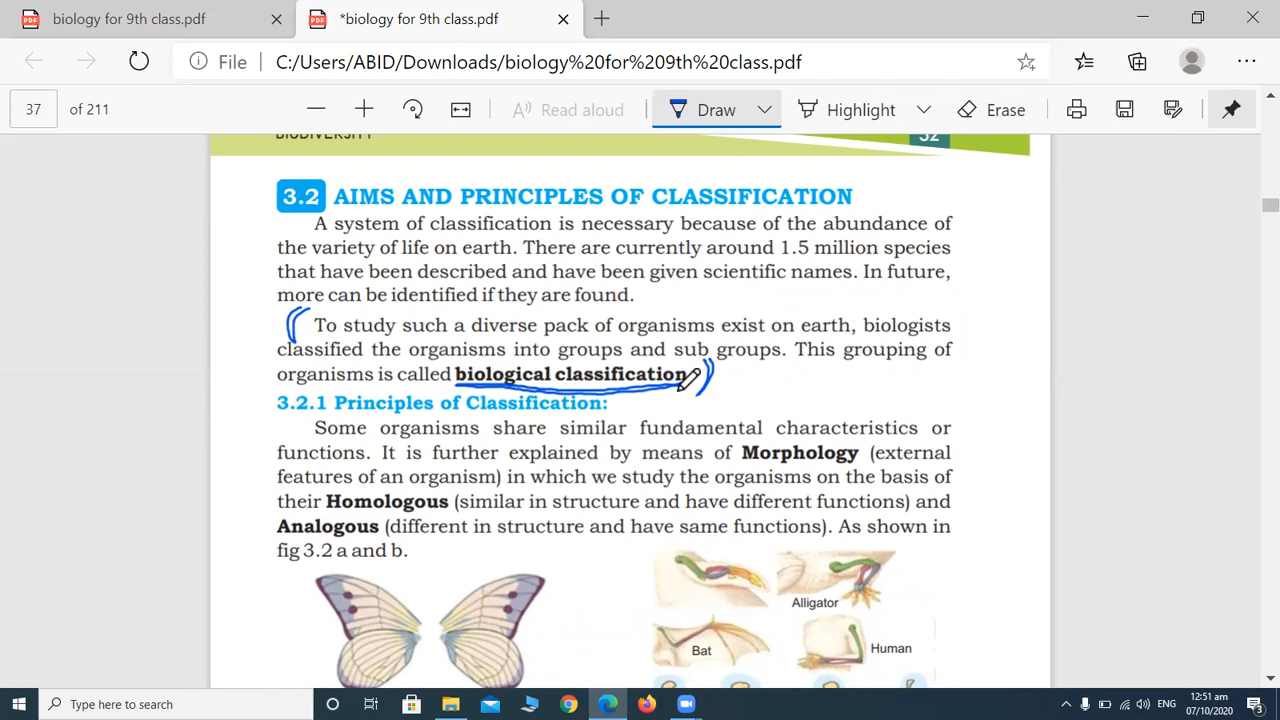 biology for 9th class.pdf
*biology for 9th class.pdf
File
C:/Users/ABID/Downloads/biology%20for%209th%20class.pdf
37 of 211
Read aloud
Draw
Highlight
Erase
BIODIVERSITY
32
3.2 AIMS AND PRINCIPLES OF CLASSIFICATION
A system of classification is necessary because of the abundance of
the variety of life on earth. There are currently around 1.5 million species
that have been described and have been given scientific names. In future,
more can be identified if they are found.
To study such a diverse pack of organisms exist on earth, biologists
classified the organisms into groups and sub groups. This grouping of
organisms is called biological classification
3.2.1 Principles of Classification:
Some organisms share similar fundamental characteristics or
functions. It is further explained by means of Morphology (external
features of an organism) in which we study the organisms on the basis of
their Homologous (similar in structure and have different functions) and
Analogous (different in structure and have same functions). As shown in
fig 3.2 a and b.
Alligator
Bat
Human
Type here to search
ENG
12:51 am
07/10/2020
3